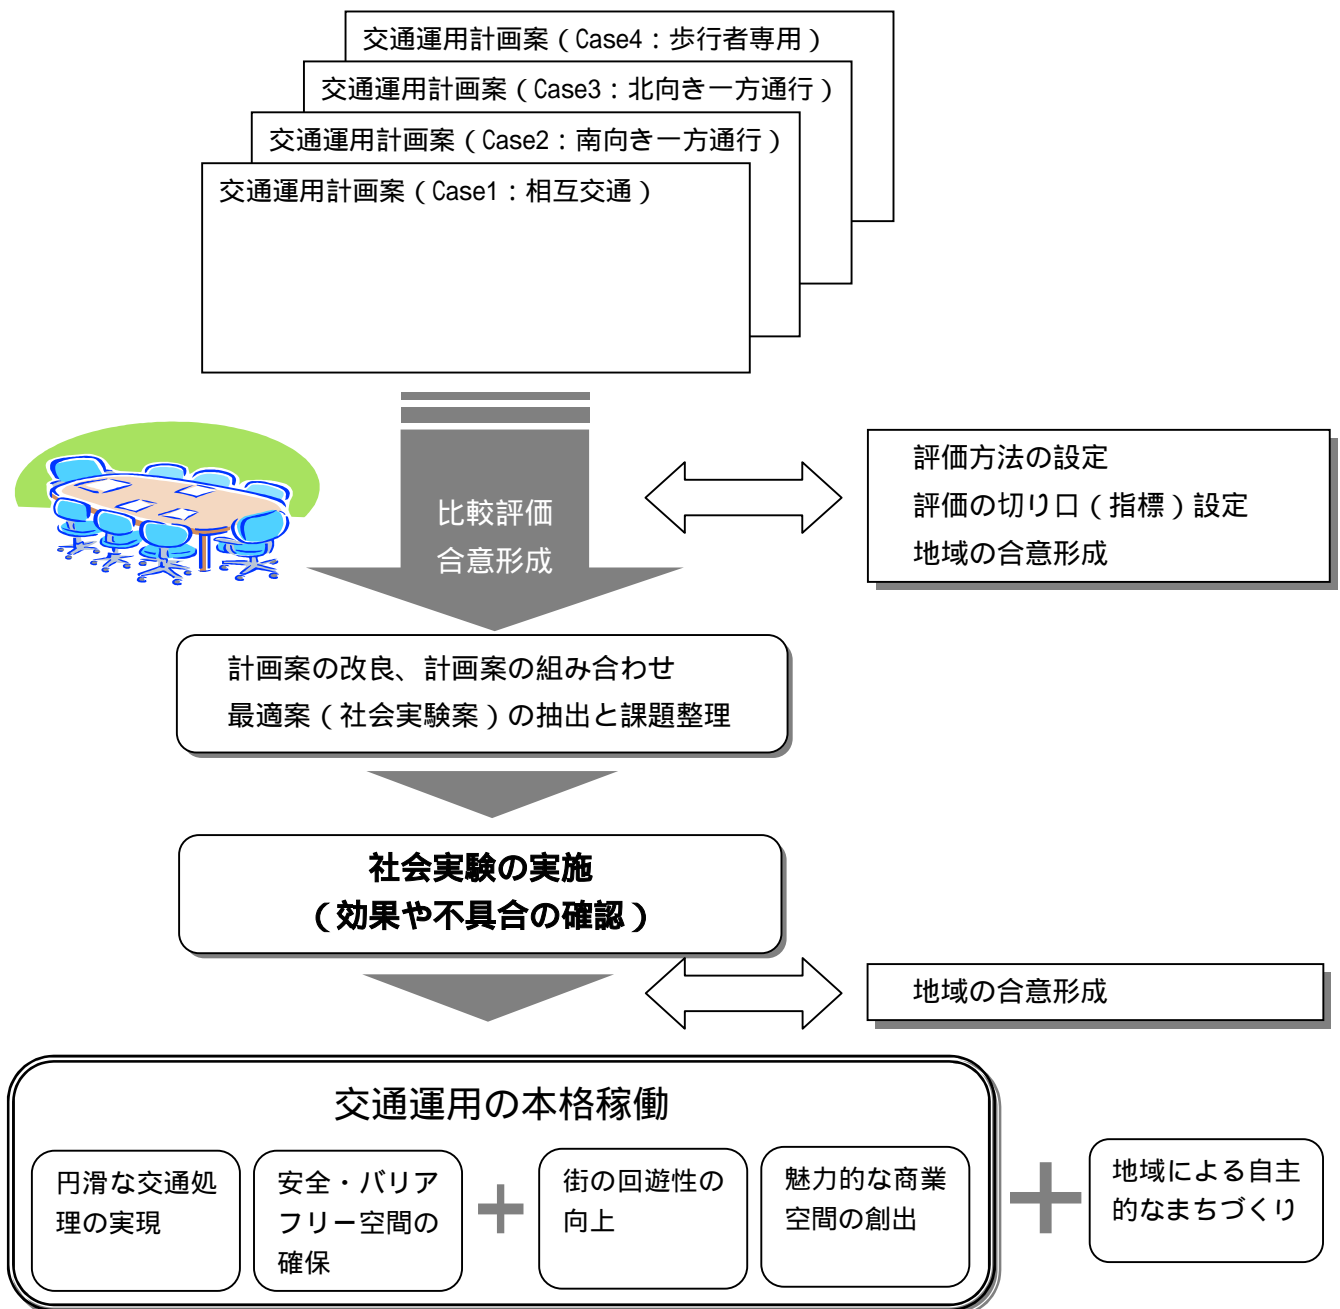 交通運用計画案（Case4：歩行者専用）
交通運用計画案（Case3：北向き一方通行）
交通運用計画案（Case2：南向き一方通行）
交通運用計画案（Case1：相互交通）
比較評価
合意形成
評価方法の設定
評価の切り口（指標）設定
地域の合意形成
計画案の改良、計画案の組み合わせ
最適案（社会実験案）の抽出と課題整理
社会実験の実施
（効果や不具合の確認）
地域の合意形成
交通運用の本格稼働
円滑な交通処
理の実現
安全・バリア
フリー空間の
確保
街の回遊性の
向上
魅力的な商業
空間の創出
地域による自主
的なまちづくり